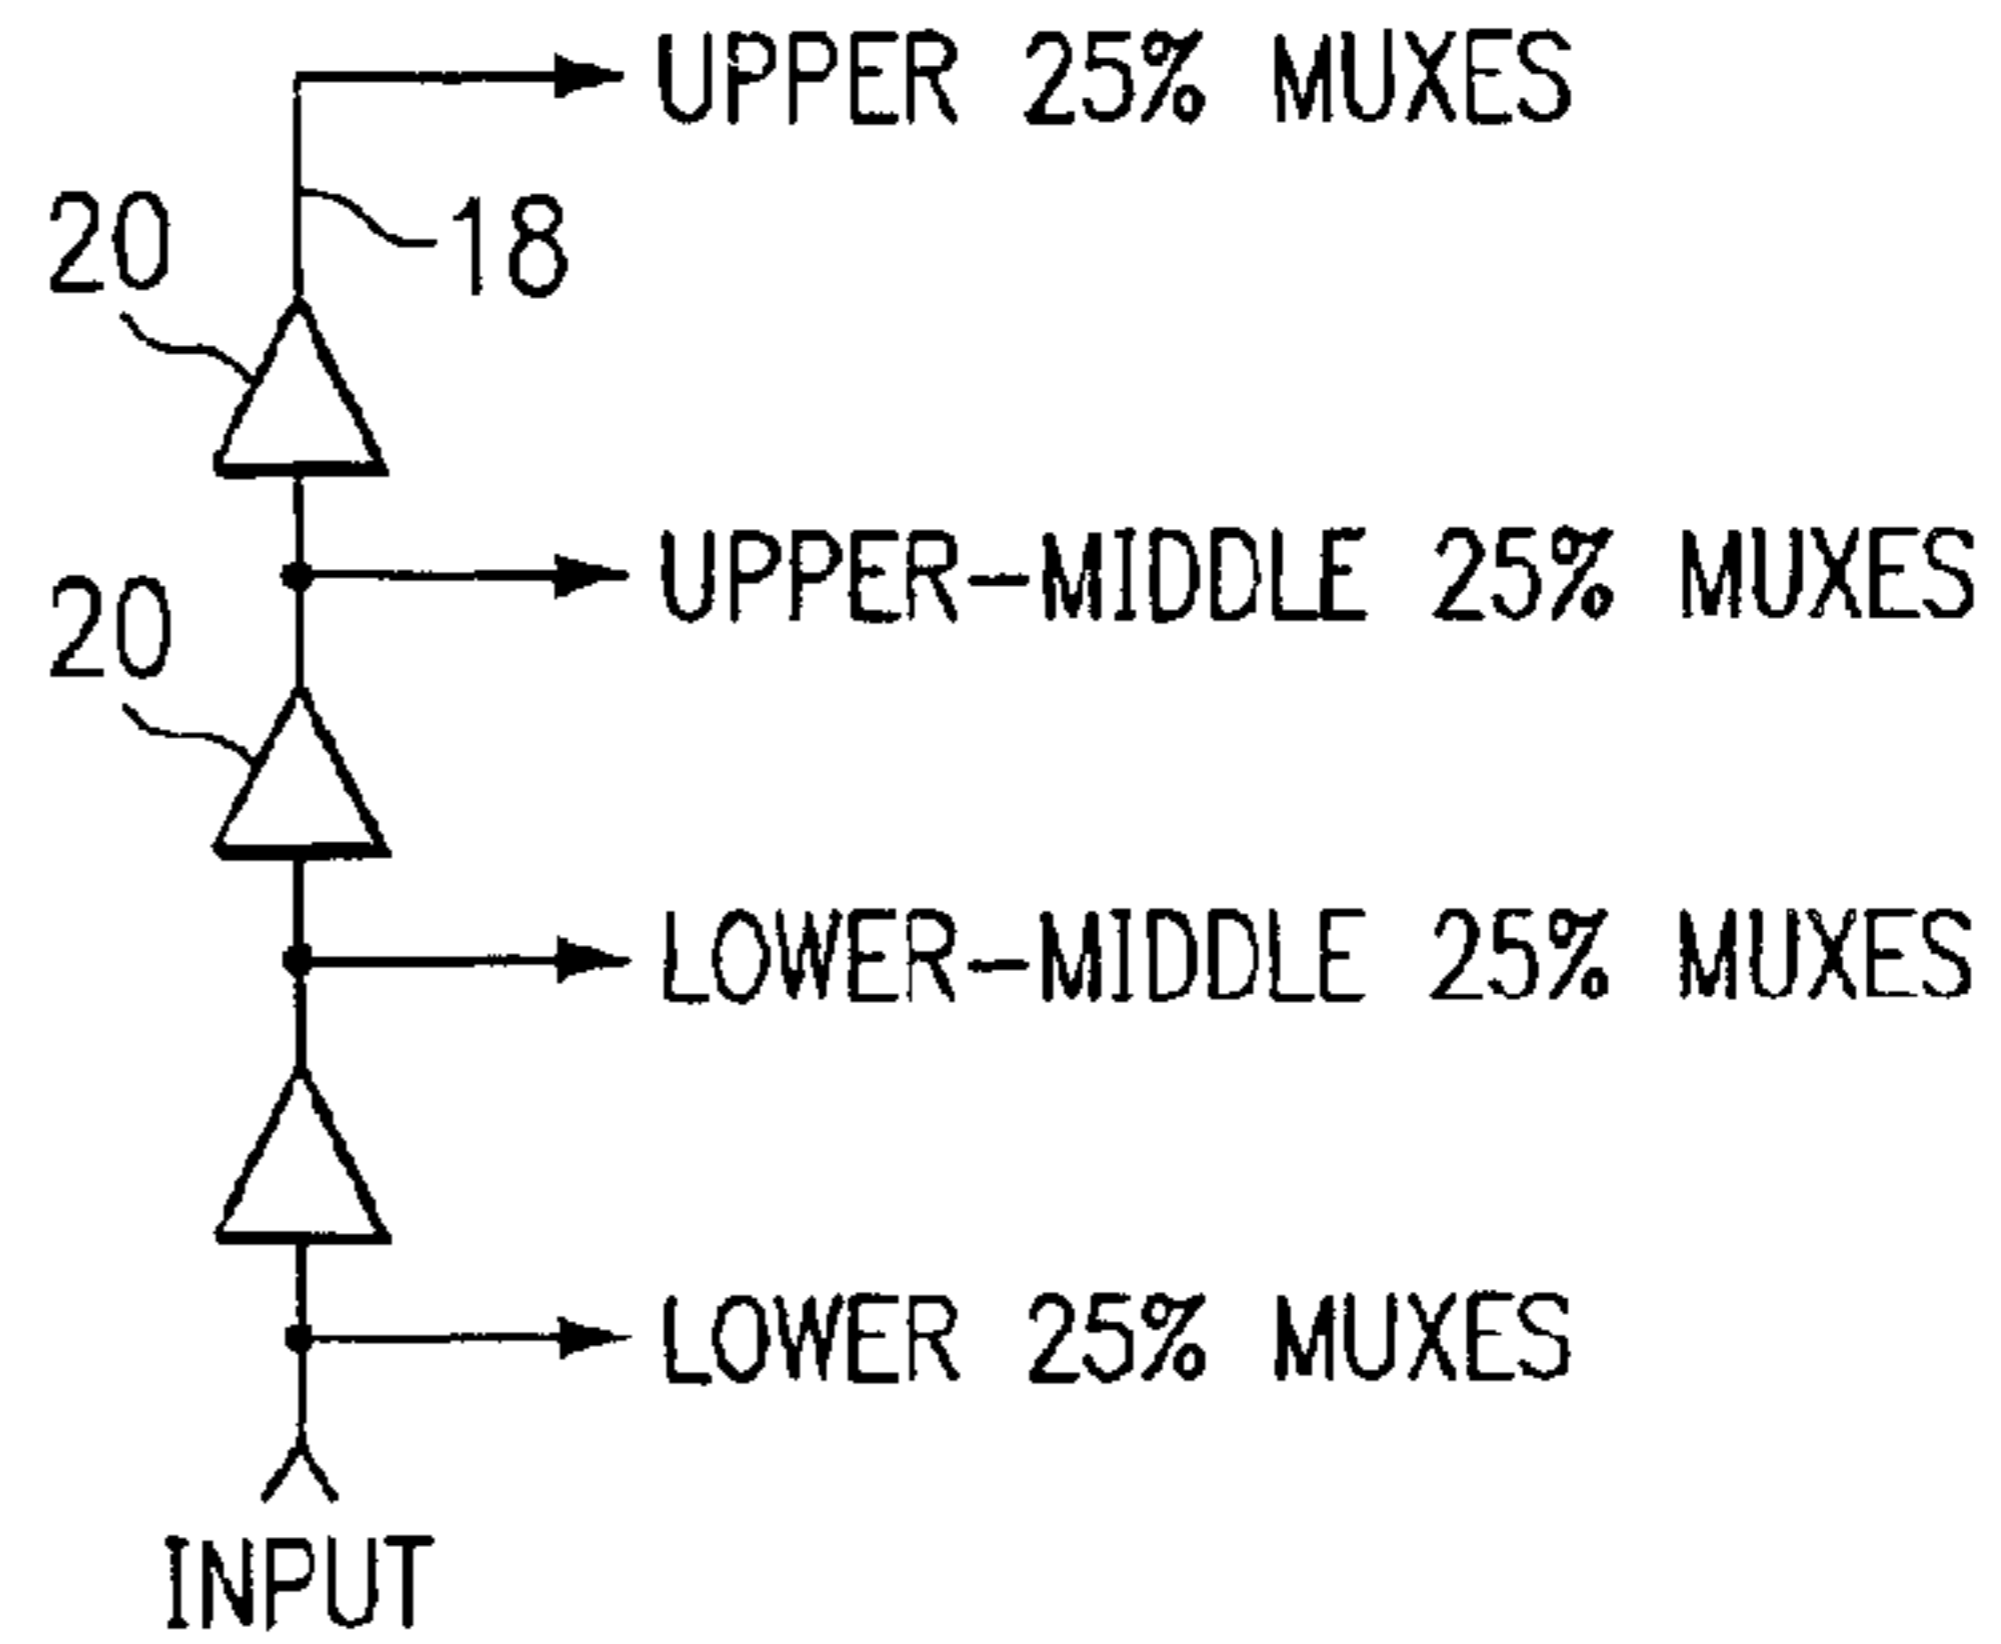 UPPER 25% MUXES
20
18
UPPER-MIDDLE 25% MUXES
20
LOWER-MIDDLE 25% MUXES
LOWER 25% MUXES
INPUT